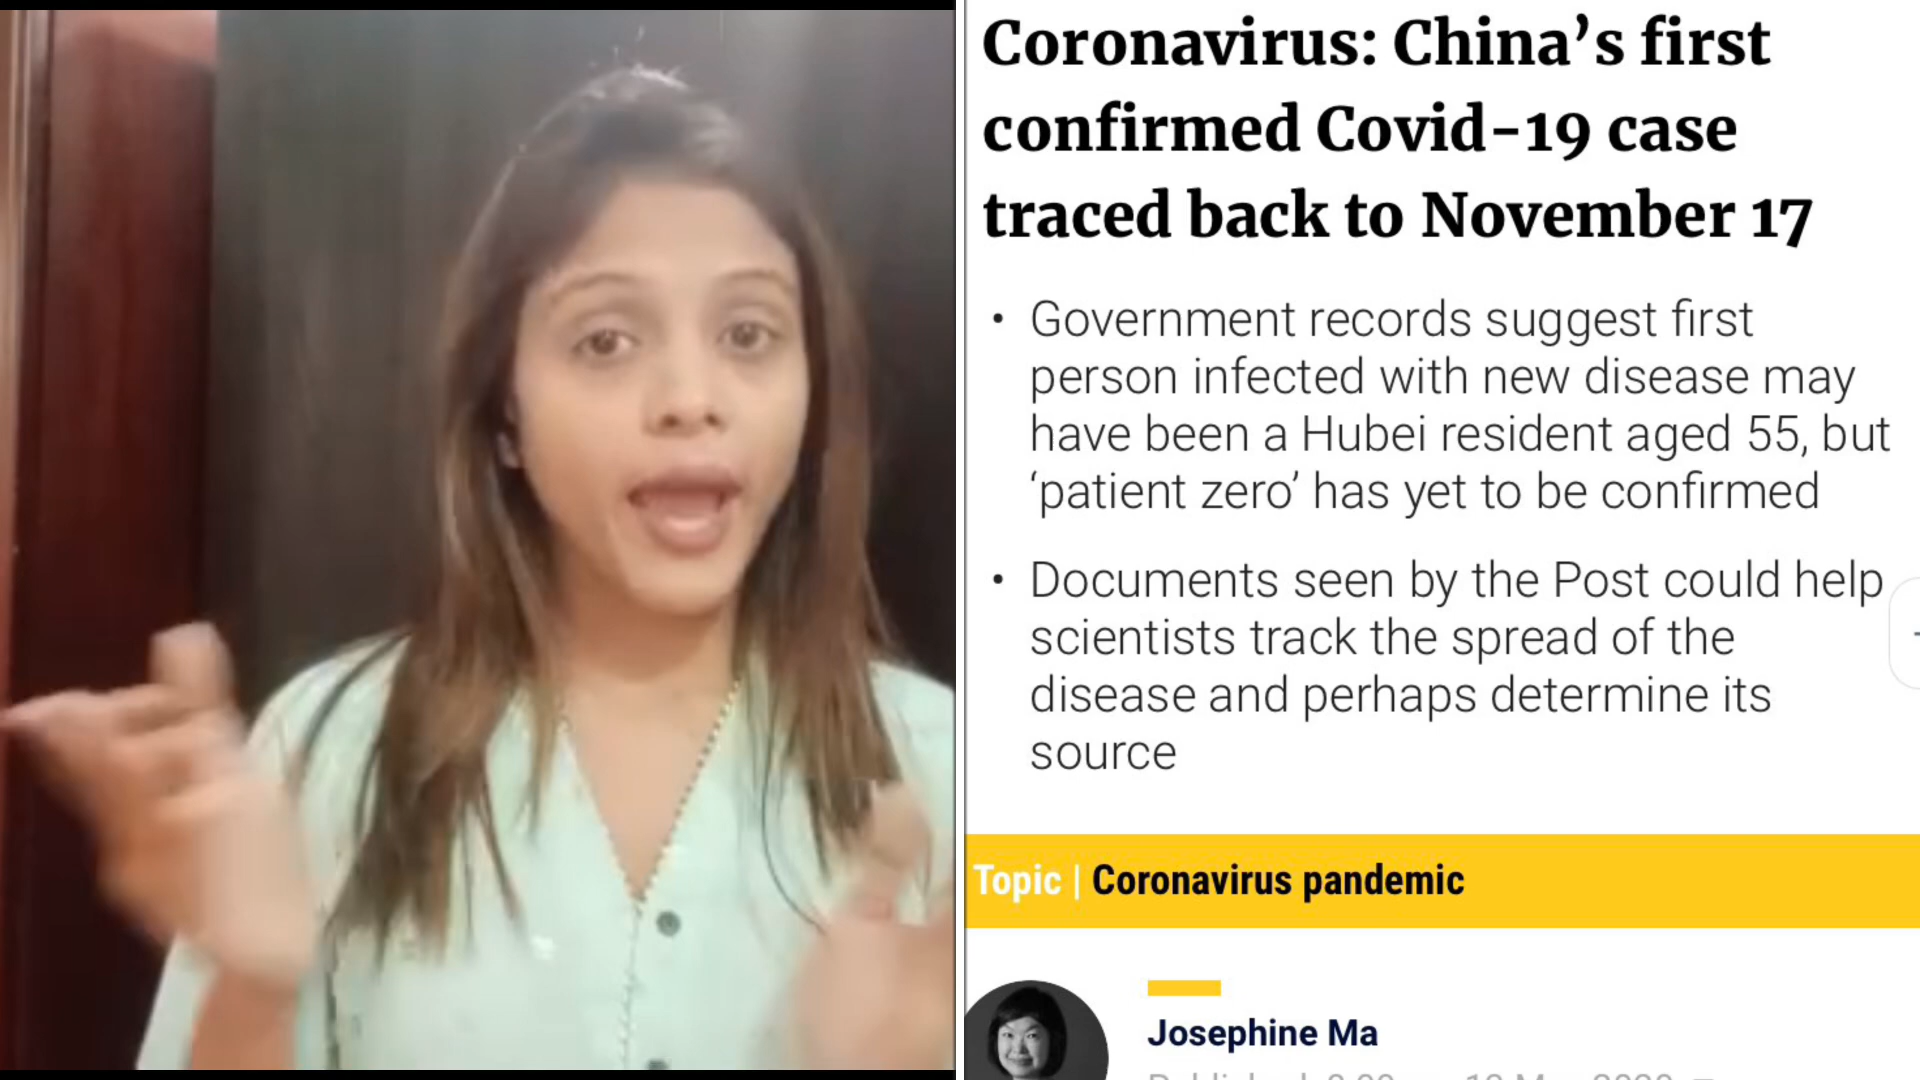 Coronavirus: China’s first
confirmed Covid-19 case
traced back to November 17
• Government records suggest first
person infected with new disease may
have been a Hubei resident aged 55, but
‘patient zero’ has yet to be confirmed
• Documents seen by the Post could help
scientists track the spread of the
disease and perhaps determine its
source
Topic | Coronavirus pandemic
Josephine Ma